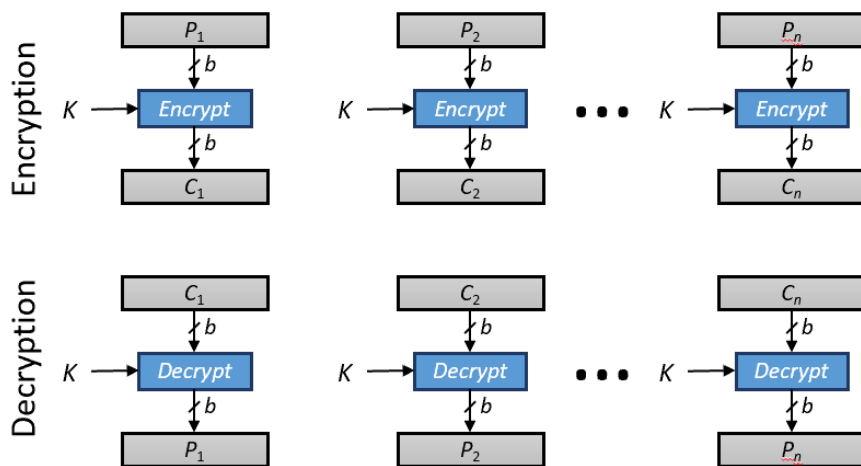 Encryption
P1 P2 Pn
b b b
K Encrypt K Encrypt ••• K Encrypt
b b b
C1 C2 Cn
Decryption
C1 C2 Cn
b b b
K Decrypt K Decrypt ••• K Decrypt
b b b
P1 P2 Pn